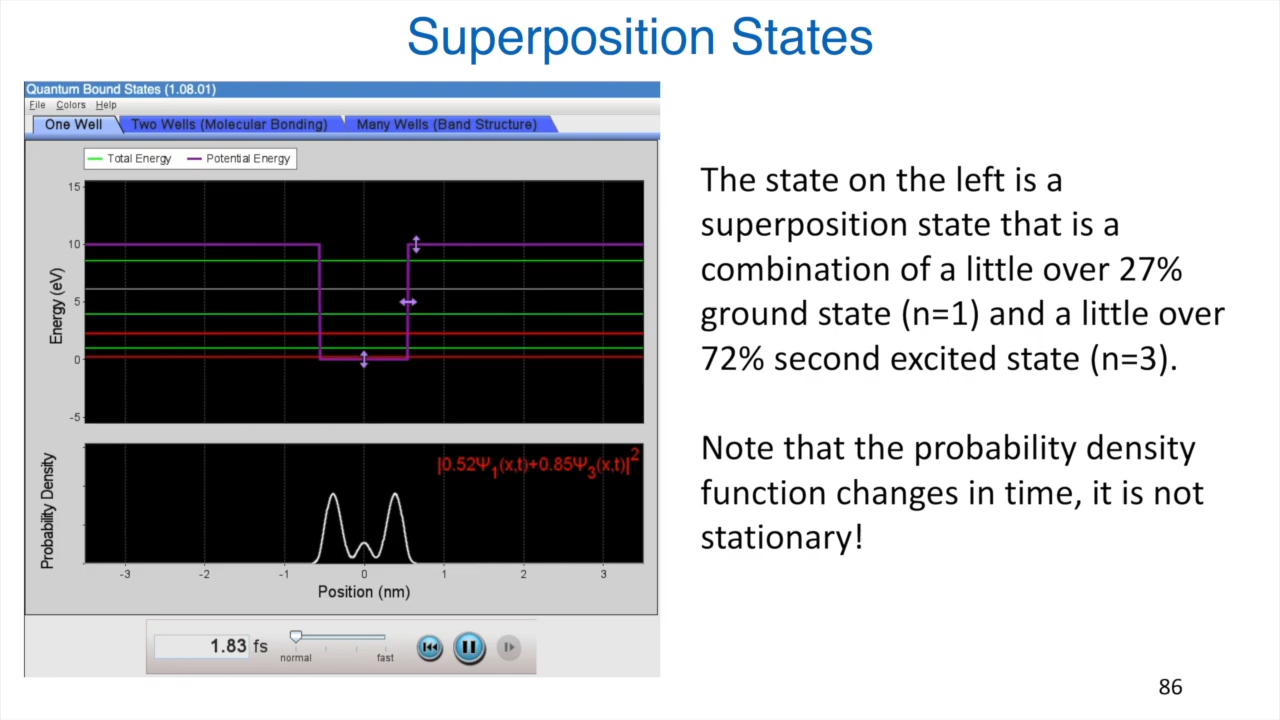 Superposition States
Quantum Bound States (1.08.01)
File Colors Help
One Well Two Wells (Molecular Bonding) Many Wells (Band Structure)
Total Energy Potential Energy
15
10
5
0
-5
Energy (eV)
|0.52Ψ1(x,t)+0.85Ψ3(x,t)|2
Probability Density
-3 -2 -1 0 1 2 3
Position (nm)
1.83 fs
normal fast
The state on the left is a
superposition state that is a
combination of a little over 27%
ground state (n=1) and a little over
72% second excited state (n=3).
Note that the probability density
function changes in time, it is not
stationary!
86